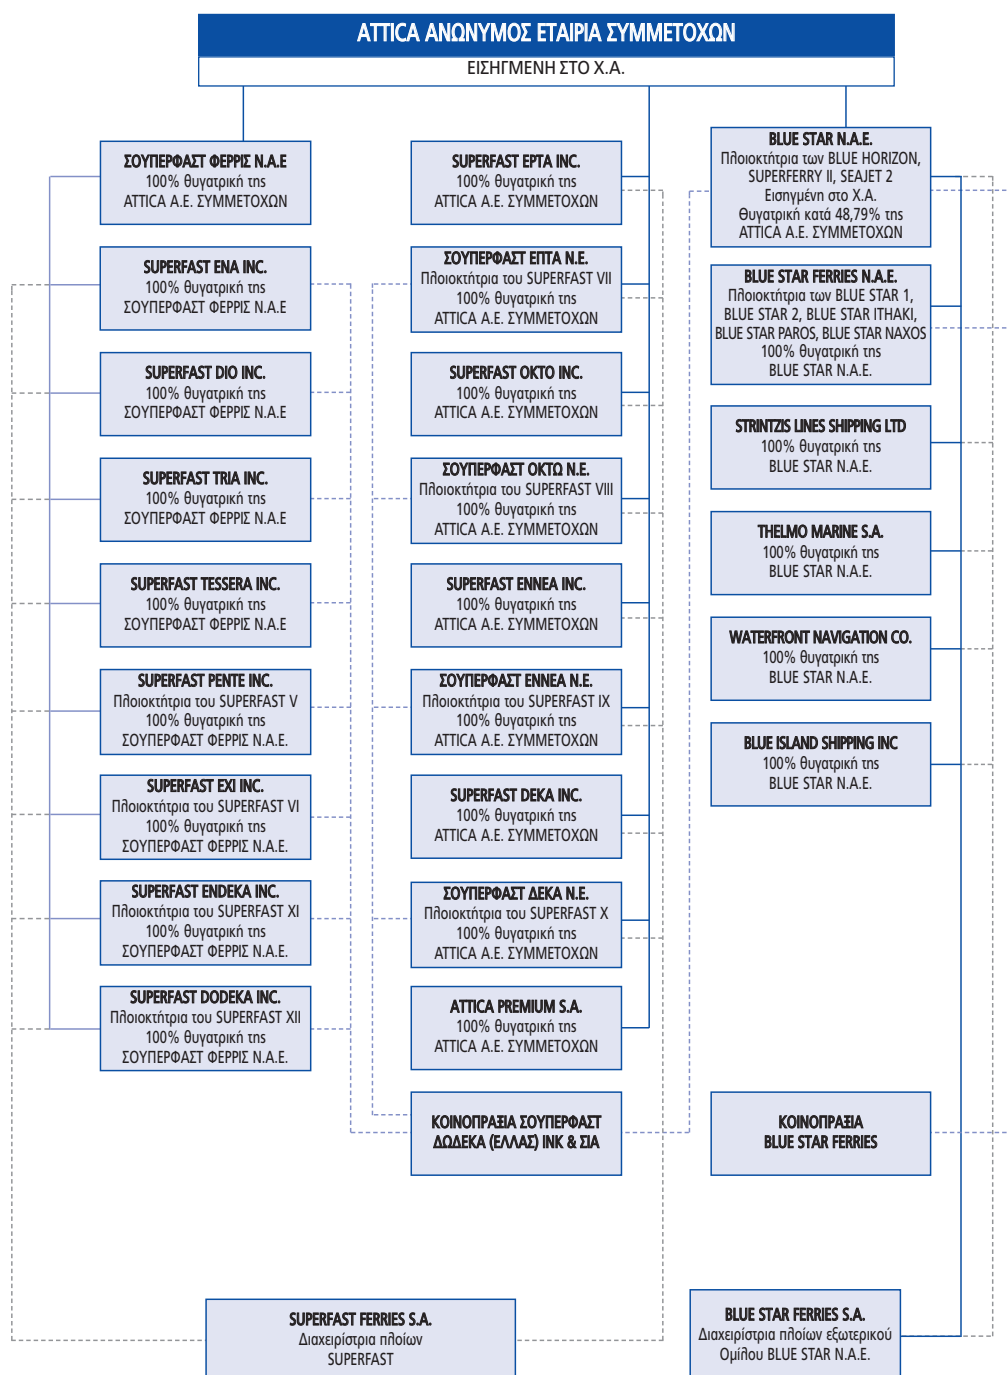 ATTICA ΑΝΩΝΥΜΟΣ ΕΤΑΙΡΙΑ ΣΥΜΜΕΤΟΧΩΝ
ΕΙΣΗΓΜΕΝΗ ΣΤΟ Χ.Α.
ΣΟΥΠΕΡΦΑΣΤ ΦΕΡΡΙΣ Ν.Α.Ε
100% θυγατρική της
ATTICA Α.Ε. ΣΥΜΜΕΤΟΧΩΝ
SUPERFAST ENA INC.
100% θυγατρική της
ΣΟΥΠΕΡΦΑΣΤ ΦΕΡΡΙΣ Ν.Α.Ε
SUPERFAST DIO INC.
100% θυγατρική της
ΣΟΥΠΕΡΦΑΣΤ ΦΕΡΡΙΣ Ν.Α.Ε
SUPERFAST TRIA INC.
100% θυγατρική της
ΣΟΥΠΕΡΦΑΣΤ ΦΕΡΡΙΣ Ν.Α.Ε
SUPERFAST TESSERA INC.
100% θυγατρική της
ΣΟΥΠΕΡΦΑΣΤ ΦΕΡΡΙΣ Ν.Α.Ε
SUPERFAST PENTE INC.
Πλοιοκτήτρια του SUPERFAST V
100% θυγατρική της
ΣΟΥΠΕΡΦΑΣΤ ΦΕΡΡΙΣ Ν.Α.Ε.
SUPERFAST EXI INC.
Πλοιοκτήτρια του SUPERFAST VI
100% θυγατρική της
ΣΟΥΠΕΡΦΑΣΤ ΦΕΡΡΙΣ Ν.Α.Ε.
SUPERFAST ENDEKA INC.
Πλοιοκτήτρια του SUPERFAST XI
100% θυγατρική της
ΣΟΥΠΕΡΦΑΣΤ ΦΕΡΡΙΣ Ν.Α.Ε.
SUPERFAST DODEKA INC.
Πλοιοκτήτρια του SUPERFAST XII
100% θυγατρική της
ΣΟΥΠΕΡΦΑΣΤ ΦΕΡΡΙΣ Ν.Α.Ε.
SUPERFAST EPTA INC.
100% θυγατρική της
ATTICA Α.Ε. ΣΥΜΜΕΤΟΧΩΝ
ΣΟΥΠΕΡΦΑΣΤ ΕΠΤΑ Ν.Ε.
Πλοιοκτήτρια του SUPERFAST VII
100% θυγατρική της
ATTICA Α.Ε. ΣΥΜΜΕΤΟΧΩΝ
SUPERFAST OKTO INC.
100% θυγατρική της
ATTICA Α.Ε. ΣΥΜΜΕΤΟΧΩΝ
ΣΟΥΠΕΡΦΑΣΤ ΟΚΤΩ Ν.Ε.
Πλοιοκτήτρια του SUPERFAST VIII
100% θυγατρική της
ATTICA Α.Ε. ΣΥΜΜΕΤΟΧΩΝ
SUPERFAST ENNEA INC.
100% θυγατρική της
ATTICA Α.Ε. ΣΥΜΜΕΤΟΧΩΝ
ΣΟΥΠΕΡΦΑΣΤ ΕΝΝΕΑ Ν.Ε.
Πλοιοκτήτρια του SUPERFAST IX
100% θυγατρική της
ATTICA Α.Ε. ΣΥΜΜΕΤΟΧΩΝ
SUPERFAST DEKA INC.
100% θυγατρική της
ATTICA Α.Ε. ΣΥΜΜΕΤΟΧΩΝ
ΣΟΥΠΕΡΦΑΣΤ ΔΕΚΑ Ν.Ε.
Πλοιοκτήτρια του SUPERFAST X
100% θυγατρική της
ATTICA Α.Ε. ΣΥΜΜΕΤΟΧΩΝ
ATTICA PREMIUM S.A.
100% θυγατρική της
ATTICA Α.Ε. ΣΥΜΜΕΤΟΧΩΝ
ΚΟΙΝΟΠΡΑΞΙΑ ΣΟΥΠΕΡΦΑΣΤ
ΔΩΔΕΚΑ (ΕΛΛΑΣ) ΙΝΚ & ΣΙΑ
BLUE STAR Ν.Α.Ε.
Πλοιοκτήτρια των BLUE HORIZON,
SUPERFERRY II, SEAJET 2
Εισηγμένη στο Χ.Α.
Θυγατρική κατά 48,79% της
ATTICA Α.Ε. ΣΥΜΜΕΤΟΧΩΝ
BLUE STAR FERRIES Ν.Α.Ε.
Πλοιοκτήτρια των BLUE STAR 1,
BLUE STAR 2, BLUE STAR ITHAKI,
BLUE STAR PAROS, BLUE STAR NAXOS
100% θυγατρική της
BLUE STAR Ν.Α.Ε.
STRINTZIS LINES SHIPPING LTD
100% θυγατρική της
BLUE STAR Ν.Α.Ε.
THELMO MARINE S.A.
100% θυγατρική της
BLUE STAR Ν.Α.Ε.
WATERFRONT NAVIGATION CO.
100% θυγατρική της
BLUE STAR Ν.Α.Ε.
BLUE ISLAND SHIPPING INC
100% θυγατρική της
BLUE STAR Ν.Α.Ε.
ΚΟΙΝΟΠΡΑΞΙΑ
BLUE STAR FERRIES
SUPERFAST FERRIES S.A.
Διαχειρίστρια πλοίων
SUPERFAST
BLUE STAR FERRIES S.A.
Διαχειρίστρια πλοίων εξωτερικού
Ομίλου BLUE STAR Ν.Α.Ε.